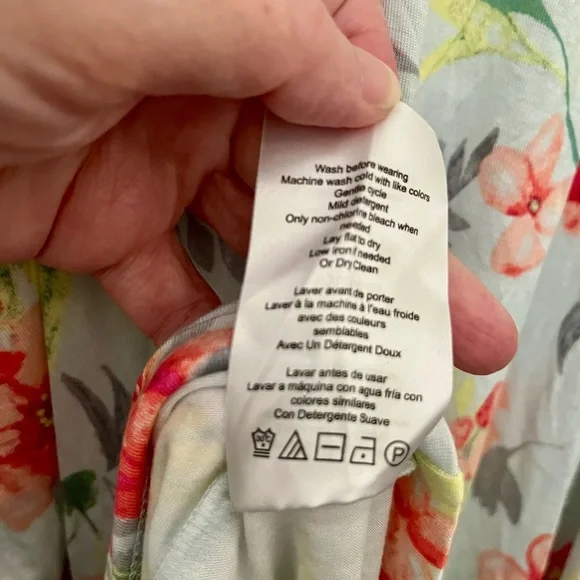 Wash before wearing
Machine wash cold with like colors
Gentle cycle
Mild detergent
Only non-chlorine bleach when
needed
Lay flat to dry
Low iron if needed
Or Dry Clean
Laver avant de porter
Laver à la machine à l'eau froide
avec des couleurs
semblables
Avec Un Détergent Doux
Lavar antes de usar
Lavar a máquina con agua fría con
colores similares
Con Detergente Suave
P